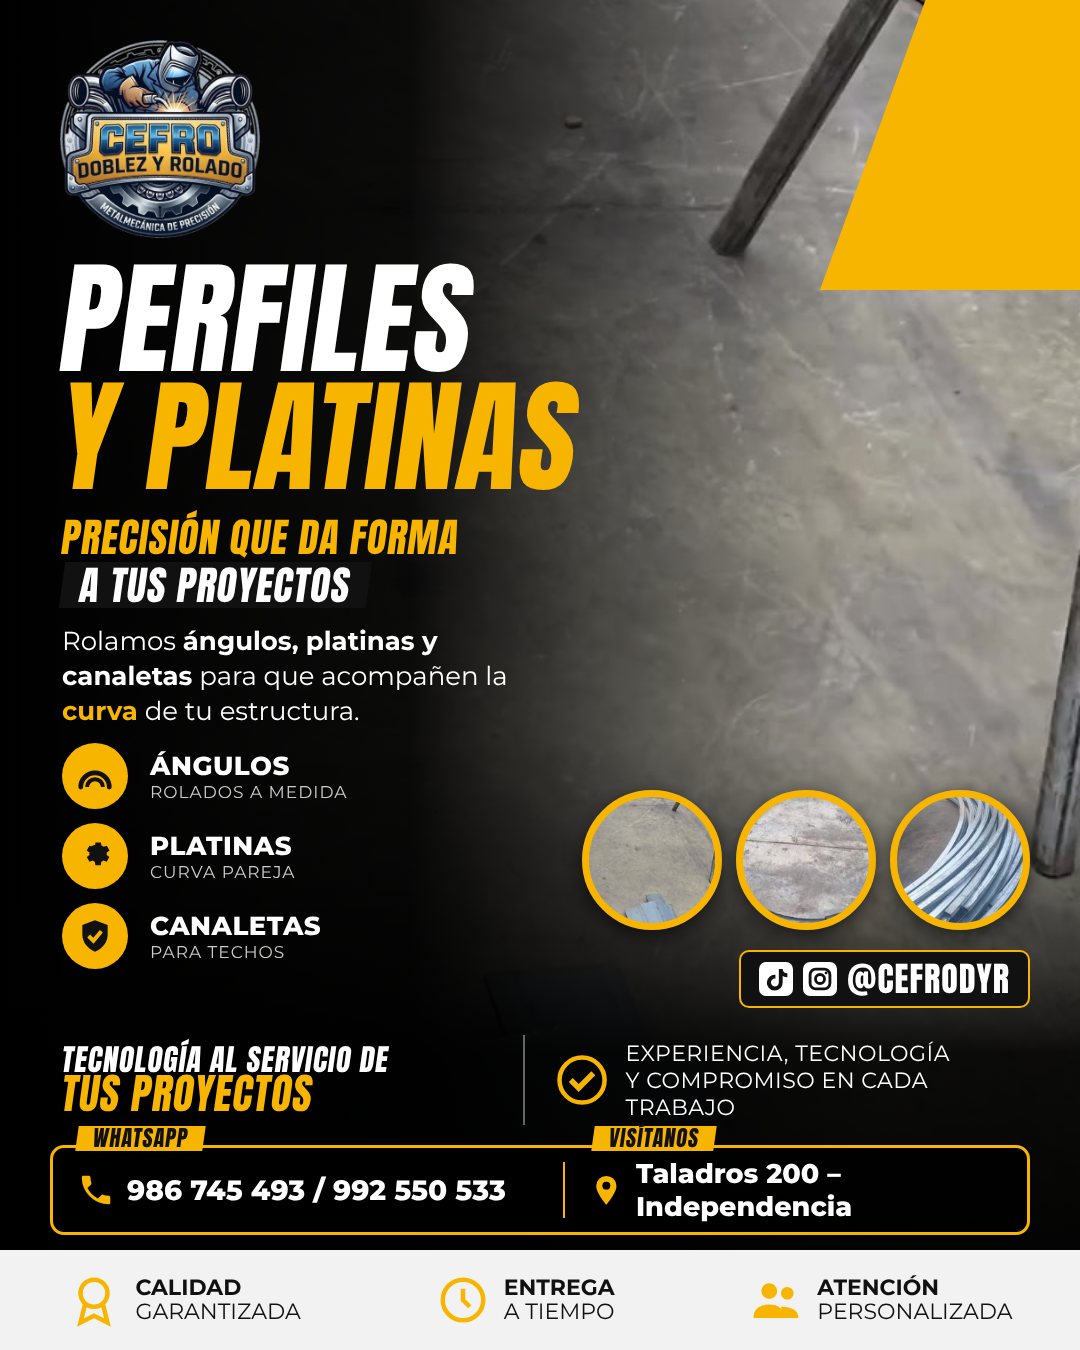 CEFRO
DOBLEZ Y ROLADO
METALMECÁNICA DE PRECISIÓN
PERFILES
Y PLATINAS
PRECISIÓN QUE DA FORMA
A TUS PROYECTOS
Rolamos ángulos, platinas y
canaletas para que acompañen la
curva de tu estructura.
ÁNGULOS
ROLADOS A MEDIDA
PLATINAS
CURVA PAREJA
CANALETAS
PARA TECHOS
@CEFRODYR
TECNOLOGÍA AL SERVICIO DE
TUS PROYECTOS
EXPERIENCIA, TECNOLOGÍA
Y COMPROMISO EN CADA
TRABAJO
WHATSAPP
986 745 493 / 992 550 533
VISÍTANOS
Taladros 200 –
Independencia
CALIDAD
GARANTIZADA
ENTREGA
A TIEMPO
ATENCIÓN
PERSONALIZADA